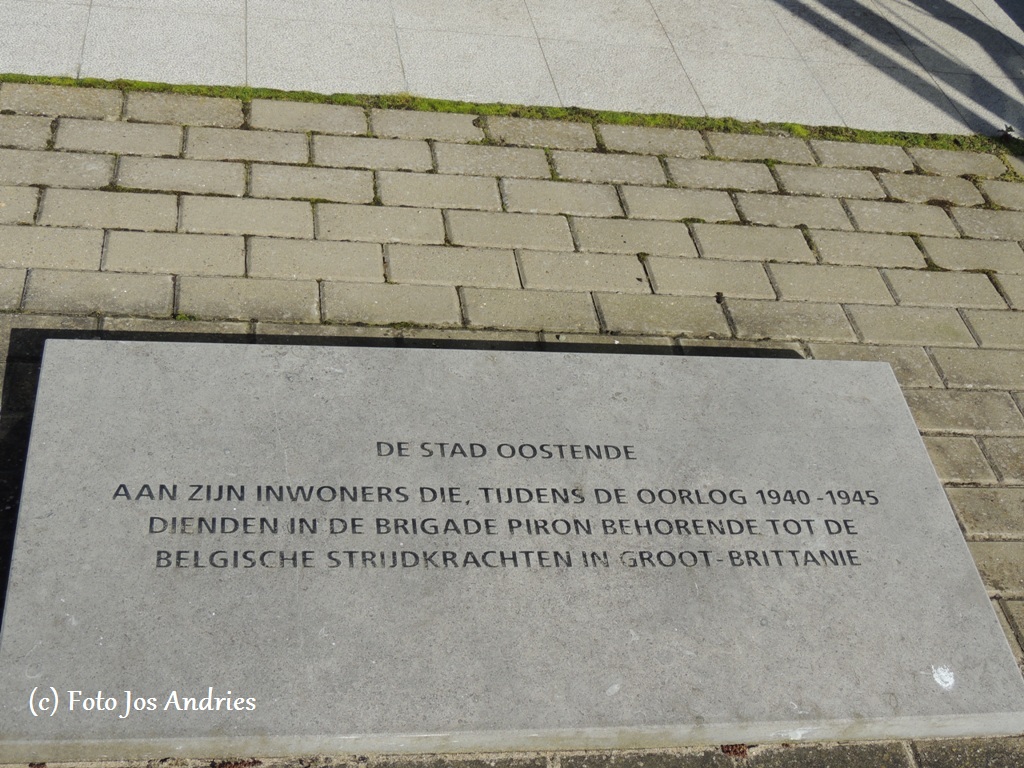 DE STAD OOSTENDE
AAN ZIJN INWONERS DIE, TIJDENS DE OORLOG 1940-1945
DIENDEN IN DE BRIGADE PIRON BEHORENDE TOT DE
BELGISCHE STRIJDKRACHTEN IN GROOT-BRITTANIE
(c) Foto Jos Andries